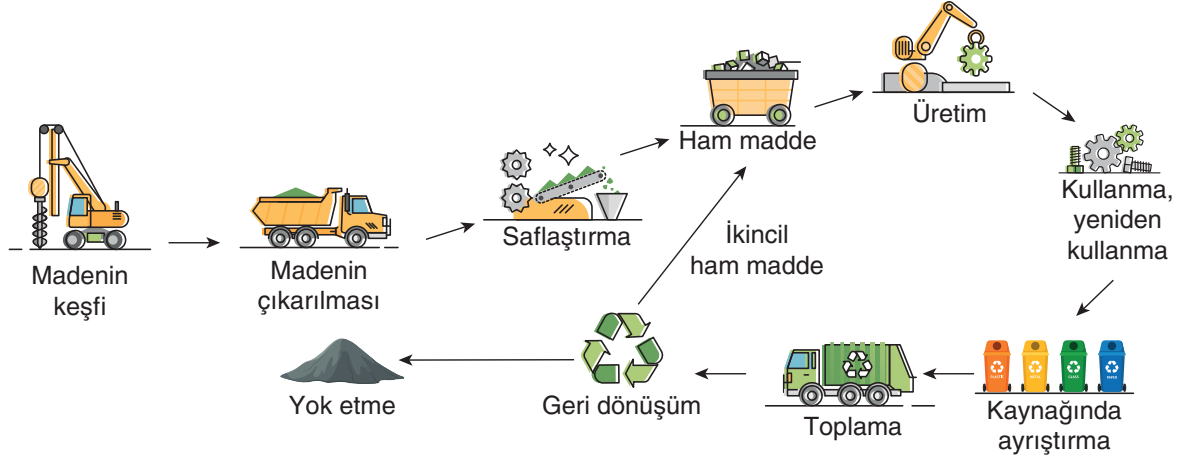 Madenin
keşfi
Madenin
çıkarılması
Saflaştırma
Ham madde
Üretim
Kullanma,
yeniden
kullanma
Kaynağında
ayrıştırma
Toplama
Geri dönüşüm
İkincil
ham madde
Yok etme